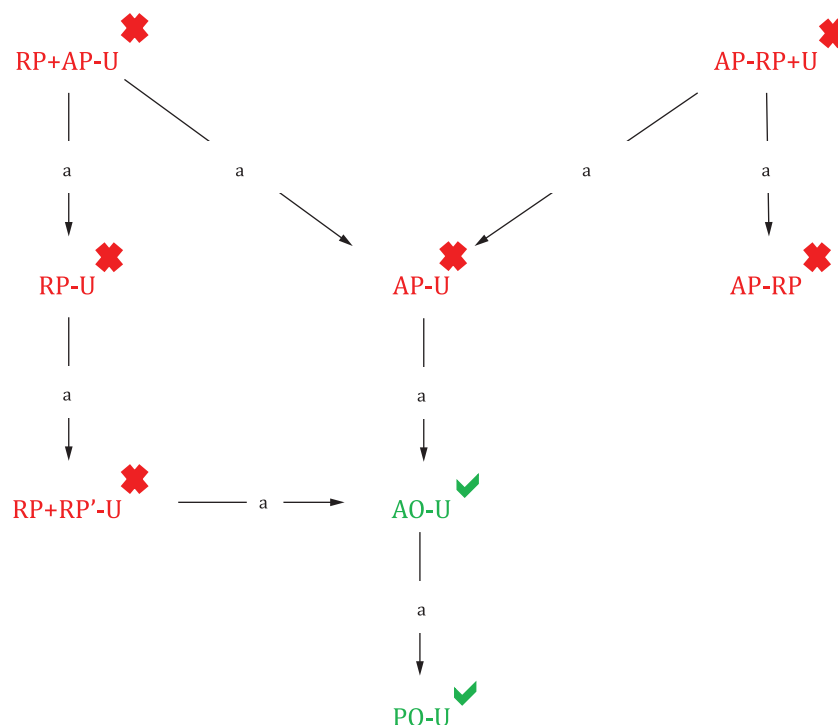 RP+AP-U
AP-RP+U
a
a
a
a
RP-U
AP-U
AP-RP
a
a
RP+RP’-U
a
AO-U
a
PO-U